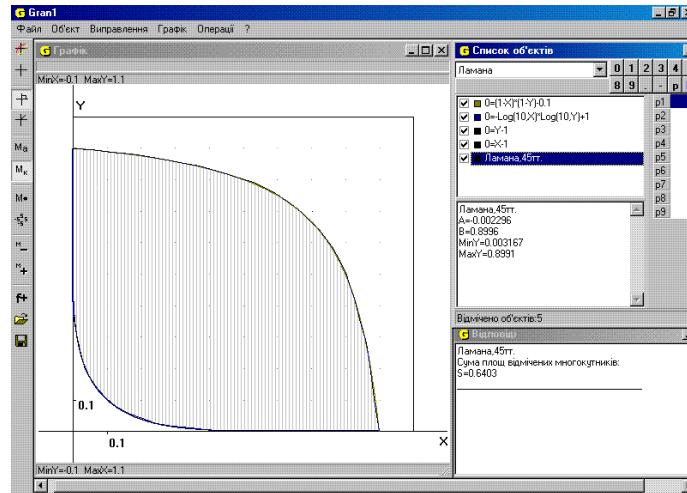 Gran1
Файл Об'єкт Виправлення Графік Операції ?
Графік
MinX=-0.1 MaxY=1.1
Y
0.1
0.1
X
MinY=-0.1 MaxX=1.1
Ma
Мк
M•
M
M+
f+
Список об'єктів
Ламана
0 1 2 3 4
8 9 . - p
0=(1-X)*(1-Y)-0.1
0=-Log(10,X)*Log(10,Y)+1
0=Y-1
0=X-1
Ламана,45тт.
p1
p2
p3
p4
p5
p6
p7
p8
p9
Ламана,45тт.
A=-0.002296
B=0.8996
MinY=0.003167
MaxY=0.8991
Відмічено об'єктів:5
Відповіді
Ламана,45тт.
Сума площ відмічених многокутників:
S=0.6403